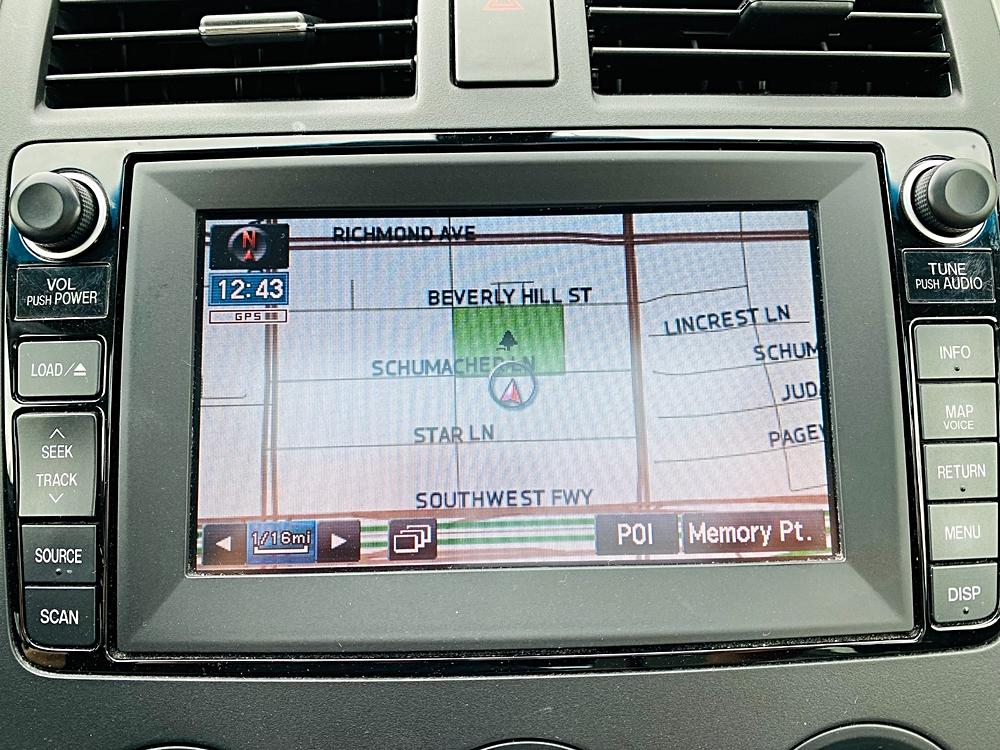 VOL
PUSH POWER
LOAD/
SEEK
TRACK
SOURCE
SCAN
N
12:43
GPS
RICHMOND AVE
BEVERLY HILL ST
LINCREST LN
SCHUMACHER LN
SCHUM
JUD
STAR LN
PAGEW
SOUTHWEST FWY
1/16mi
POI
Memory Pt.
TUNE
PUSH AUDIO
INFO
MAP
VOICE
RETURN
MENU
DISP